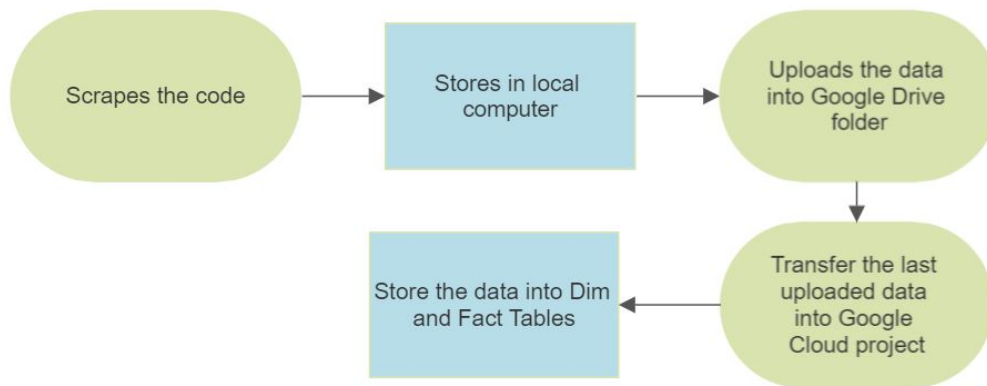 Scrapes the code
Stores in local
computer
Uploads the data
into Google Drive
folder
Transfer the last
uploaded data
into Google
Cloud project
Store the data into Dim
and Fact Tables